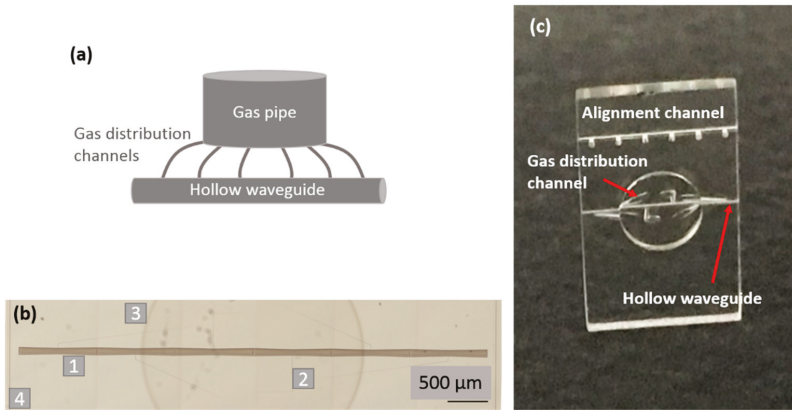 (a)
Gas pipe
Gas distribution
channels
Hollow waveguide
(b)
3
1
2
4
500 μm
(c)
Alignment channel
Gas distribution
channel
Hollow waveguide